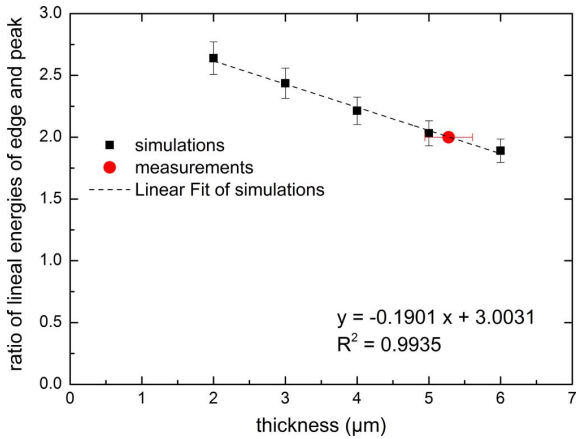 ratio of lineal energies of edge and peak
3.0
2.5
2.0
1.5
1.0
0.5
0.0
simulations
measurements
Linear Fit of simulations
y = -0.1901 x + 3.0031
R² = 0.9935
0 1 2 3 4 5 6 7
thickness (μm)